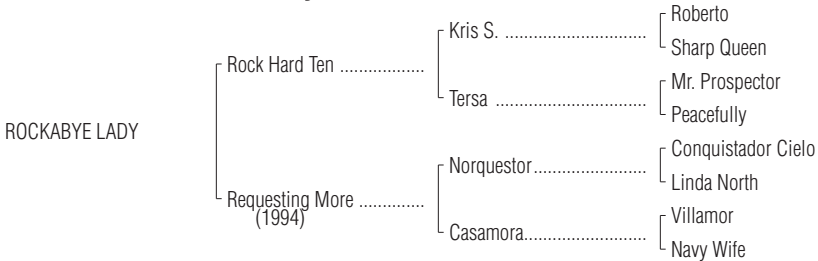 Roberto
Kris S. ..............................
Sharp Queen
Rock Hard Ten ..................
Mr. Prospector
Tersa ................................
Peacefully
ROCKABYE LADY
Conquistador Cielo
Norquestor........................
Linda North
Requesting More ..............
(1994)
Villamor
Casamora..........................
Navy Wife